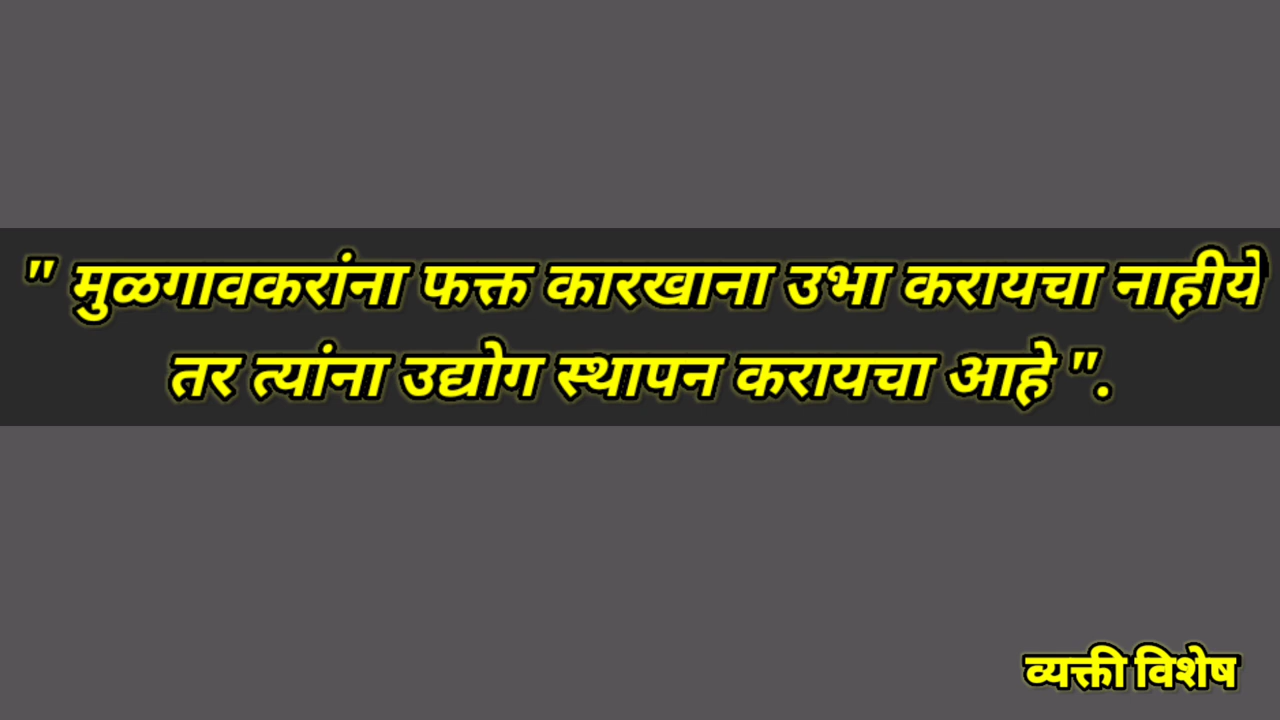 " मुळगावकरांना फक्त कारखाना उभा करायचा नाहीये
तर त्यांना उद्योग स्थापन करायचा आहे ".
व्यक्ती विशेष